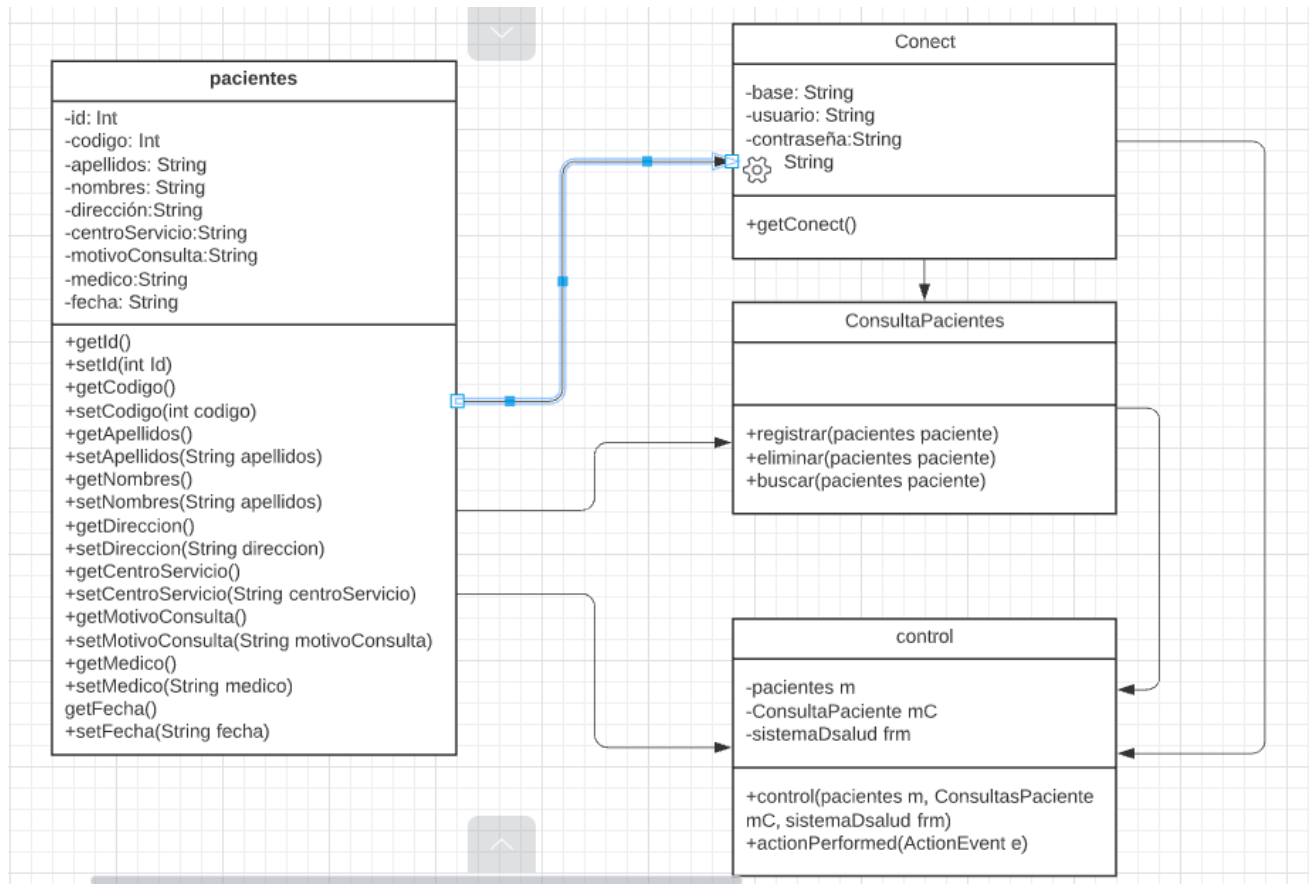 pacientes
-id: Int
-codigo: Int
-apellidos: String
-nombres: String
-dirección:String
-centroServicio:String
-motivoConsulta:String
-medico:String
-fecha: String
+getId()
+setId(int Id)
+getCodigo()
+setCodigo(int codigo)
+getApellidos()
+setApellidos(String apellidos)
+getNombres()
+setNombres(String apellidos)
+getDireccion()
+setDireccion(String direccion)
+getCentroServicio()
+setCentroServicio(String centroServicio)
+getMotivoConsulta()
+setMotivoConsulta(String motivoConsulta)
+getMedico()
+setMedico(String medico)
getFecha()
+setFecha(String fecha)
Conect
-base: String
-usuario: String
-contraseña:String
String
+getConect()
ConsultaPacientes
+registrar(pacientes paciente)
+eliminar(pacientes paciente)
+buscar(pacientes paciente)
control
-pacientes m
-ConsultaPaciente mC
-sistemaDsalud frm
+control(pacientes m, ConsultasPaciente
mC, sistemaDsalud frm)
+actionPerformed(ActionEvent e)